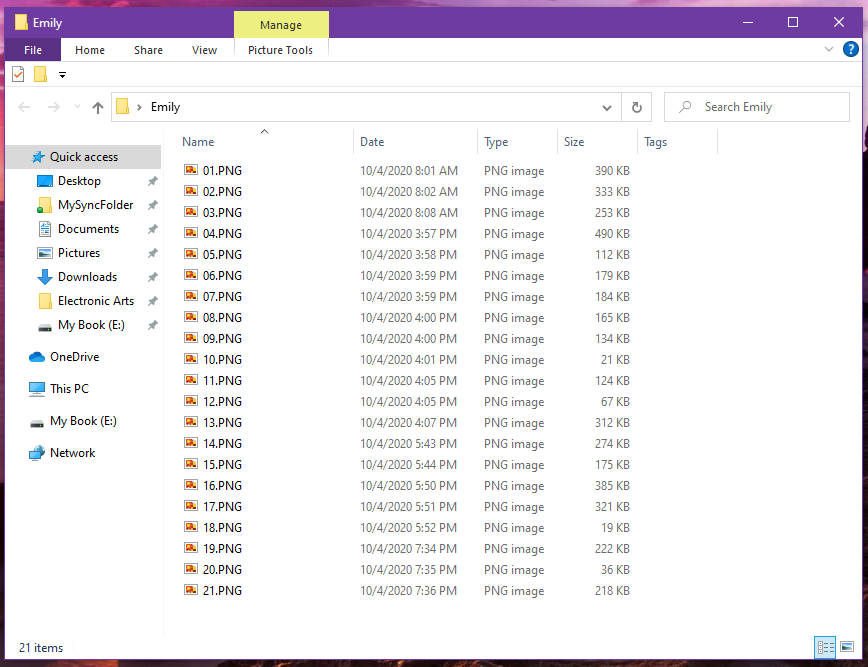 Emily
Manage
File Home Share View Picture Tools
?
Emily
Search Emily
Name Date Type Size Tags
Quick access
Desktop
MySyncFolder
Documents
Pictures
Downloads
Electronic Arts
My Book (E:)
OneDrive
This PC
My Book (E:)
Network
01.PNG 10/4/2020 8:01 AM PNG image 390 KB
02.PNG 10/4/2020 8:02 AM PNG image 333 KB
03.PNG 10/4/2020 8:08 AM PNG image 253 KB
04.PNG 10/4/2020 3:57 PM PNG image 490 KB
05.PNG 10/4/2020 3:58 PM PNG image 112 KB
06.PNG 10/4/2020 3:59 PM PNG image 179 KB
07.PNG 10/4/2020 3:59 PM PNG image 184 KB
08.PNG 10/4/2020 4:00 PM PNG image 165 KB
09.PNG 10/4/2020 4:00 PM PNG image 134 KB
10.PNG 10/4/2020 4:01 PM PNG image 21 KB
11.PNG 10/4/2020 4:05 PM PNG image 124 KB
12.PNG 10/4/2020 4:05 PM PNG image 67 KB
13.PNG 10/4/2020 4:07 PM PNG image 312 KB
14.PNG 10/4/2020 5:43 PM PNG image 274 KB
15.PNG 10/4/2020 5:44 PM PNG image 175 KB
16.PNG 10/4/2020 5:50 PM PNG image 385 KB
17.PNG 10/4/2020 5:51 PM PNG image 321 KB
18.PNG 10/4/2020 5:52 PM PNG image 19 KB
19.PNG 10/4/2020 7:34 PM PNG image 222 KB
20.PNG 10/4/2020 7:35 PM PNG image 36 KB
21.PNG 10/4/2020 7:36 PM PNG image 218 KB
21 items